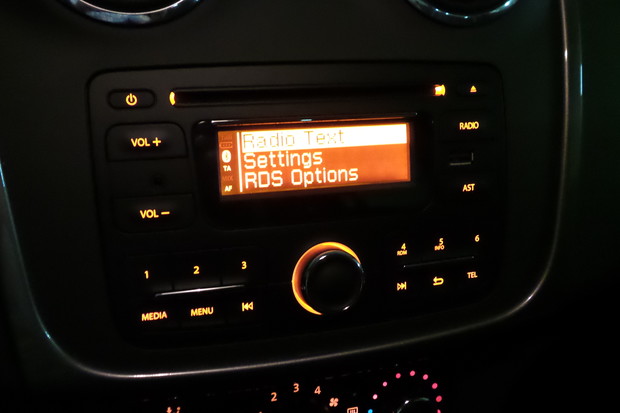 VOL +
RADIO
Radio Text
Settings
TA
RDS Options
AF
AST
VOL −
1 2 3
4 5 6
RDM INFO
MEDIA MENU
TEL
2 3 4